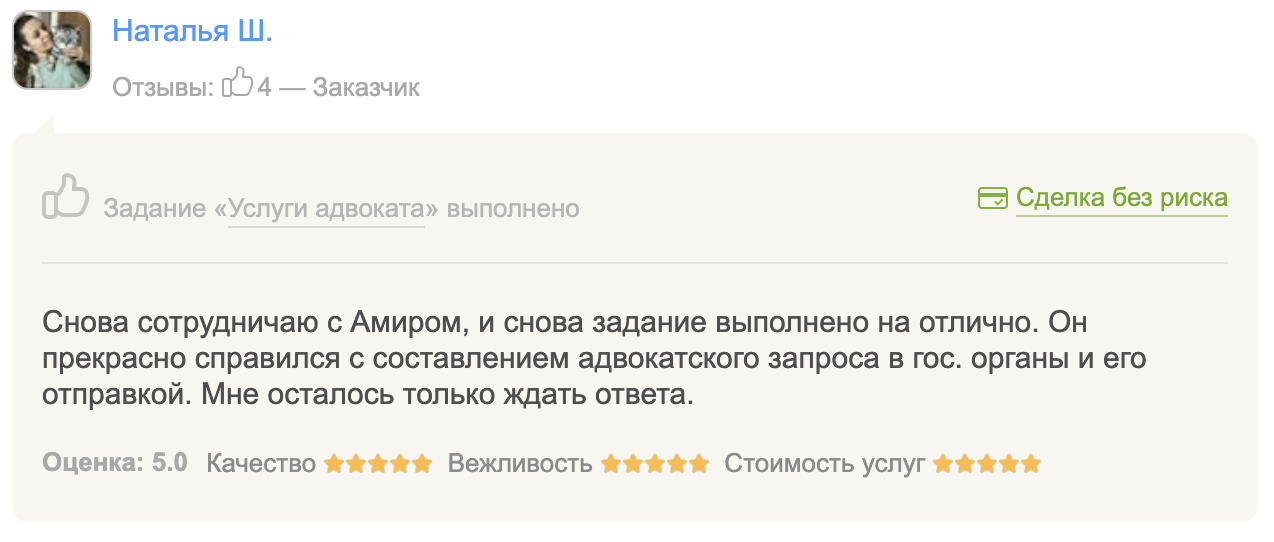 Наталья Ш.
Отзывы: 4 — Заказчик
Задание «Услуги адвоката» выполнено
Сделка без риска
Снова сотрудничаю с Амиром, и снова задание выполнено на отлично. Он
прекрасно справился с составлением адвокатского запроса в гос. органы и его
отправкой. Мне осталось только ждать ответа.
Оценка: 5.0 Качество Вежливость Стоимость услуг